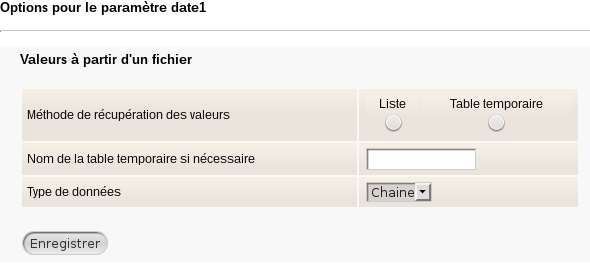 Options pour le paramètre date1
Valeurs à partir d'un fichier
Liste Table temporaire
Méthode de récupération des valeurs
Nom de la table temporaire si nécessaire
Type de données Chaine
Enregistrer